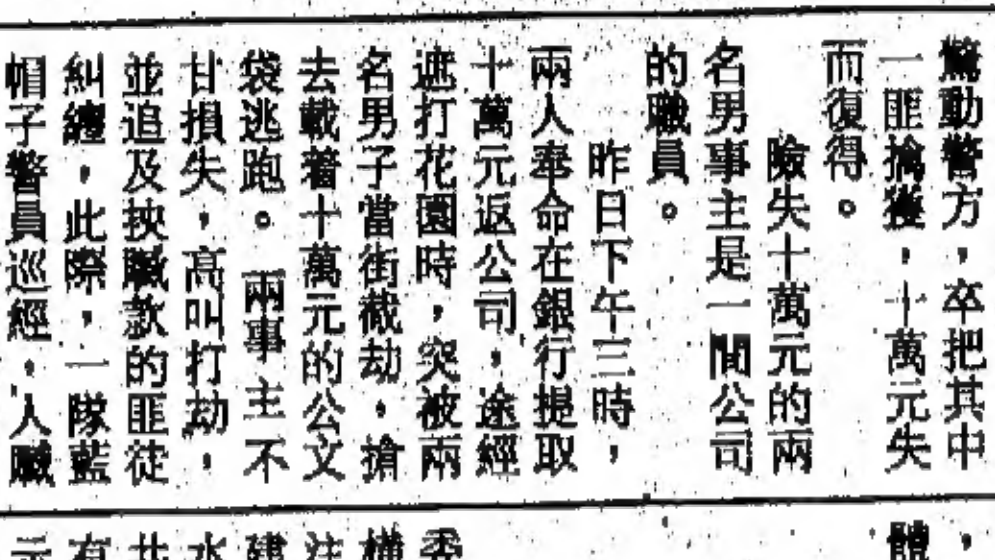 驚動警方，卒把其中
一匪擒獲，十萬元失
而復得。
險失十萬元的兩
名男事主是一間公司
的職員。
昨日下午三時，
兩人奉命在銀行提取
十萬元返公司，途經
遮打花園時，突被兩
名男子當街截劫，搶
去載着十萬元的公文
袋逃跑。兩事主不
甘損失，高叫打劫，
並追及挾贓款的匪徒
糾纏，此際，一隊藍
帽子警員巡經，人贓
，
體